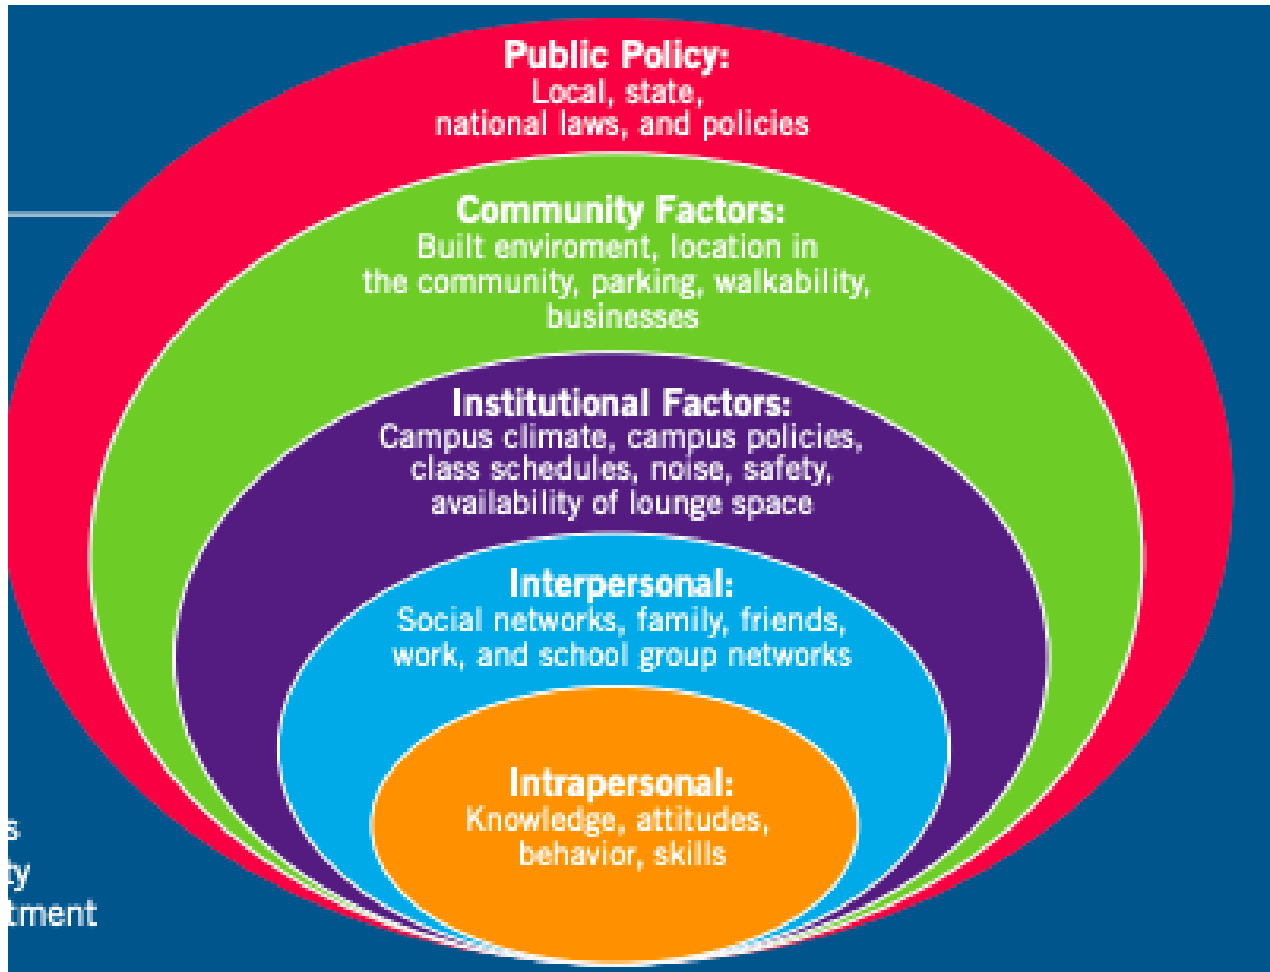 Public Policy:
Local, state,
national laws, and policies
Community Factors:
Built enviroment, location in
the community, parking, walkability,
businesses
Institutional Factors:
Campus climate, campus policies,
class schedules, noise, safety,
availability of lounge space
Interpersonal:
Social networks, family, friends,
work, and school group networks
Intrapersonal:
Knowledge, attitudes,
behavior, skills